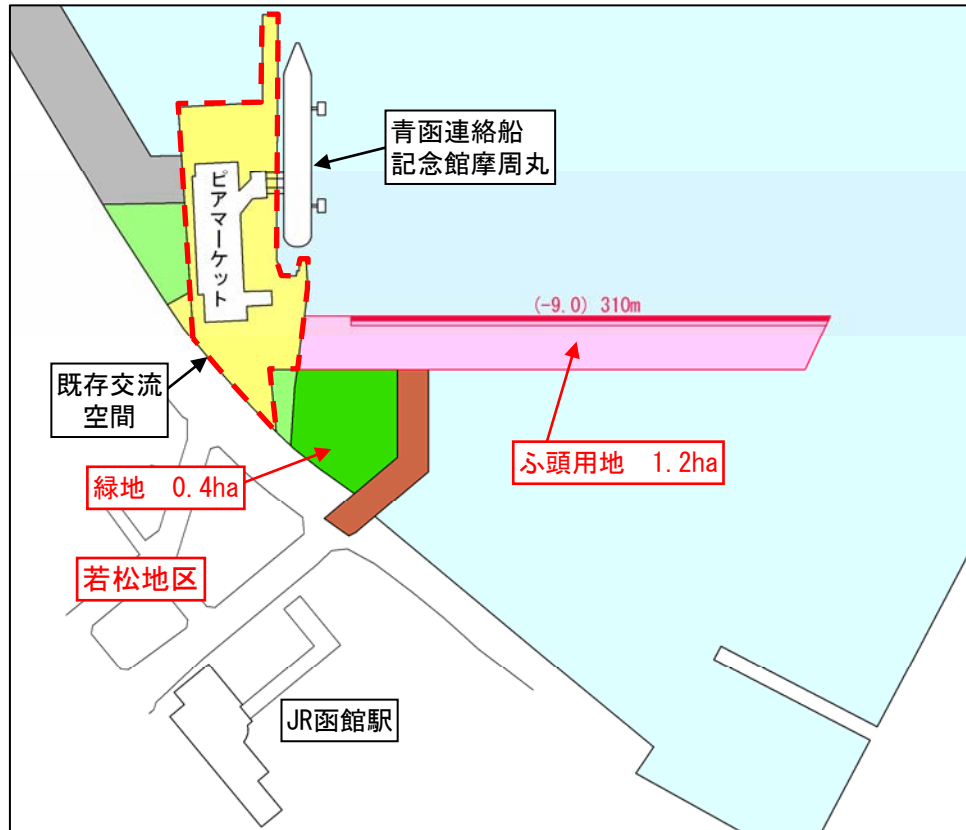 青函連絡船
記念館摩周丸
ピアマーケット
(-9.0) 310m
既存交流
空間
ふ頭用地 1.2ha
緑地 0.4ha
若松地区
JR函館駅